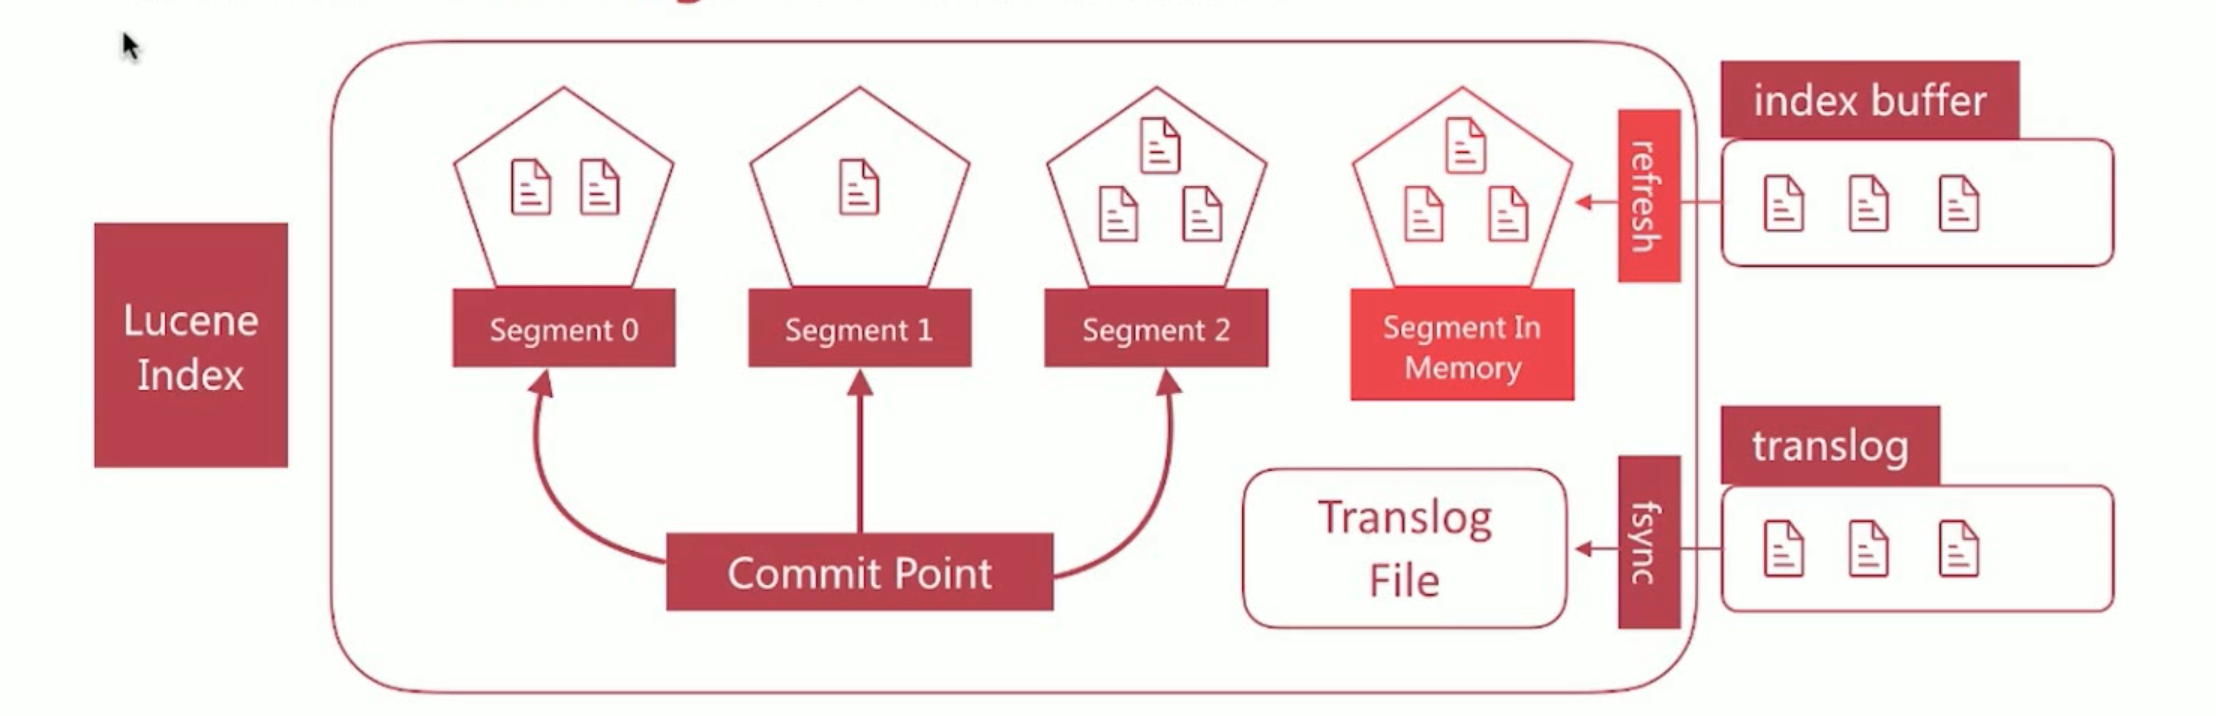 Lucene
Index
Segment 0
Segment 1
Segment 2
Segment In
Memory
refresh
index buffer
Commit Point
Translog
File
fsync
translog